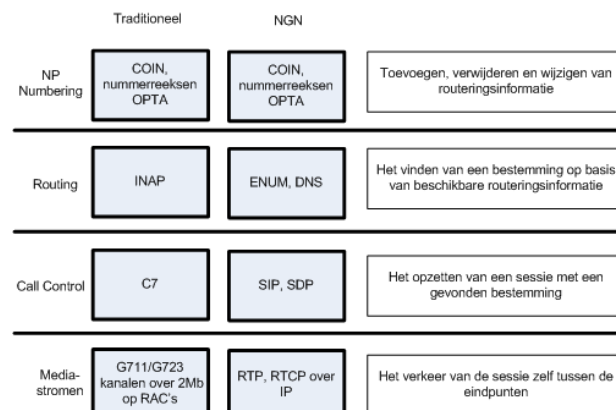 Traditioneel NGN
NP
Numbering
COIN,
nummerreeksen
OPTA
COIN,
nummerreeksen
OPTA
Toevoegen, verwijderen en wijzigen van
routeringsinformatie
Routing
INAP
ENUM, DNS
Het vinden van een bestemming op basis
van beschikbare routeringsinformatie
Call Control
C7
SIP, SDP
Het opzetten van een sessie met een
gevonden bestemming
Media-
stromen
G711/G723
kanalen over 2Mb
op RAC's
RTP, RTCP over
IP
Het verkeer van de sessie zelf tussen de
eindpunten